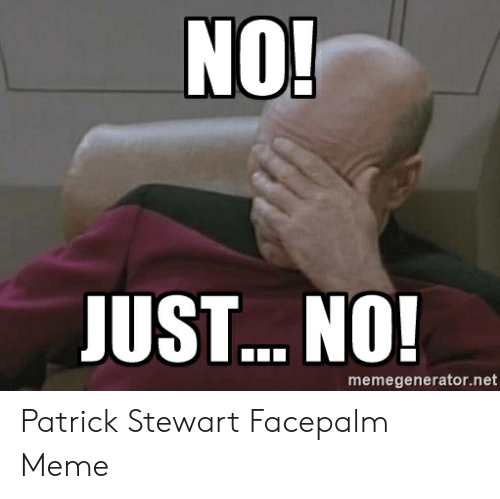 NO!
JUST... NO!
memegenerator.net
Patrick Stewart Facepalm
Meme